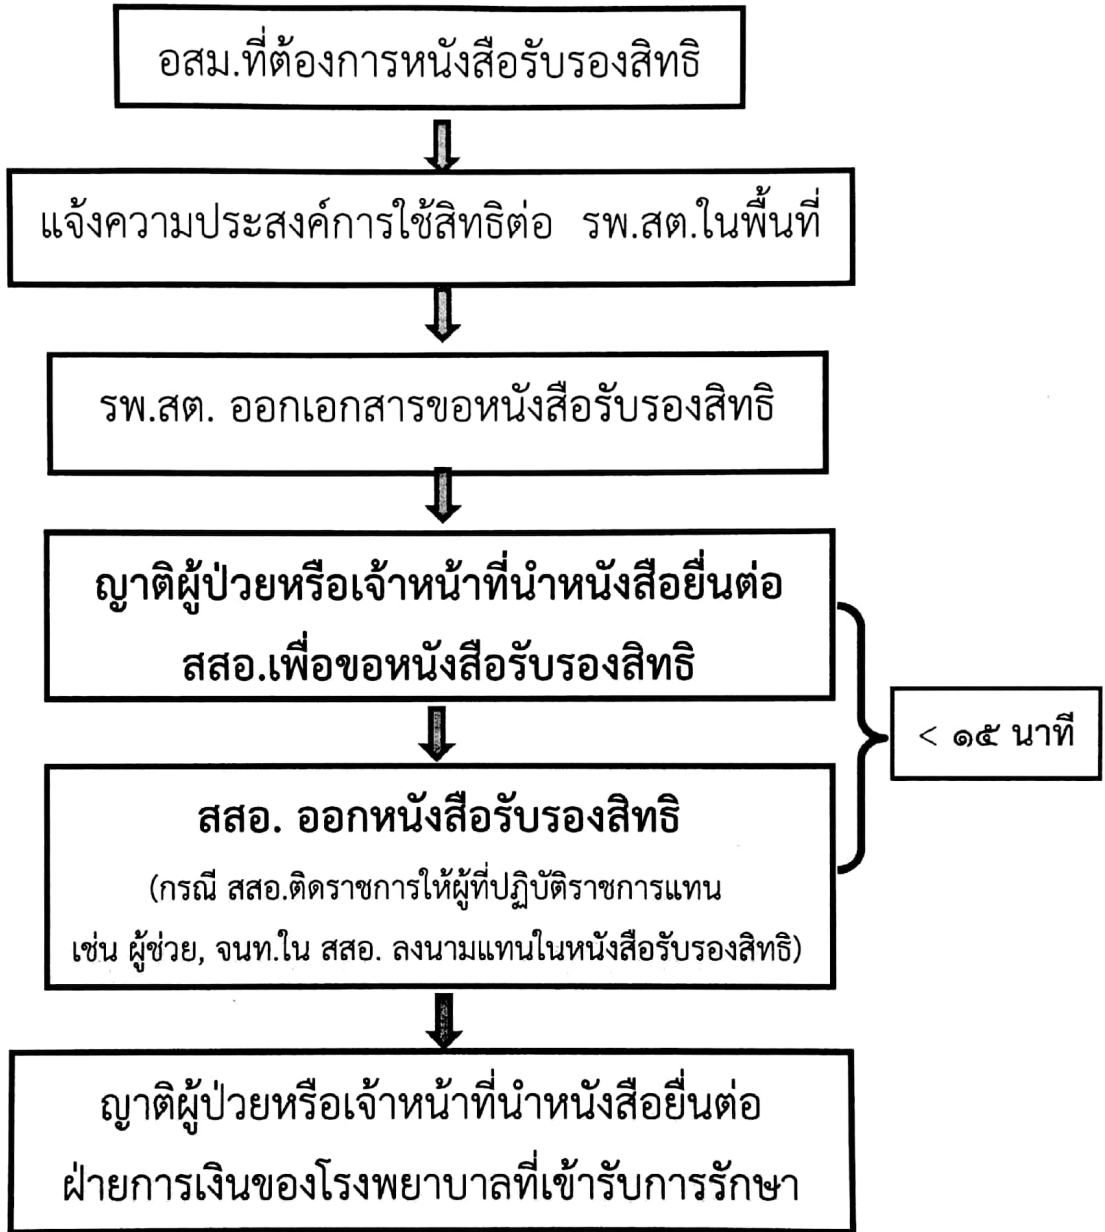 อสม.ที่ต้องการหนังสือรับรองสิทธิ
แจ้งความประสงค์การใช้สิทธิต่อ รพ.สต.ในพื้นที่
รพ.สต. ออกเอกสารขอหนังสือรับรองสิทธิ
ญาติผู้ป่วยหรือเจ้าหน้าที่นำหนังสือยื่นต่อ
สสอ.เพื่อขอหนังสือรับรองสิทธิ
< ๑๕ นาที
สสอ. ออกหนังสือรับรองสิทธิ
(กรณี สสอ.ติดราชการให้ผู้ที่ปฏิบัติราชการแทน
เช่น ผู้ช่วย, จนท.ใน สสอ. ลงนามแทนในหนังสือรับรองสิทธิ)
ญาติผู้ป่วยหรือเจ้าหน้าที่นำหนังสือยื่นต่อ
ฝ่ายการเงินของโรงพยาบาลที่เข้ารับการรักษา